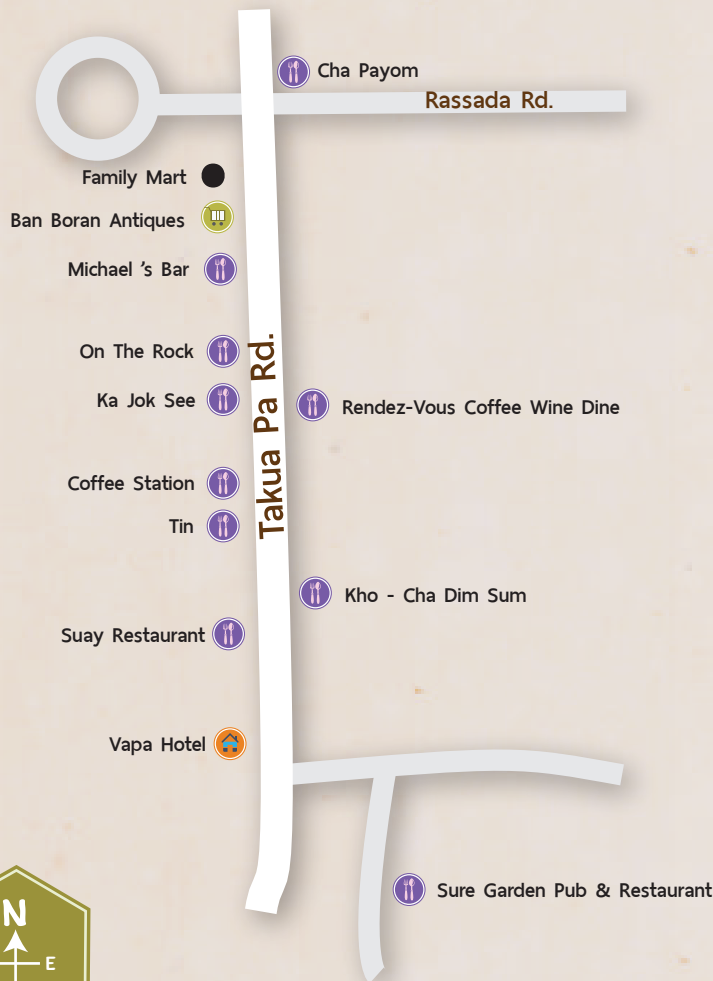 Cha Payom
Rassada Rd.
Family Mart
Ban Boran Antiques
Michael 's Bar
On The Rock
Takua Pa Rd.
Ka Jok See
Rendez-Vous Coffee Wine Dine
Coffee Station
Tin
Kho - Cha Dim Sum
Suay Restaurant
Vapa Hotel
Sure Garden Pub & Restaurant
N
E